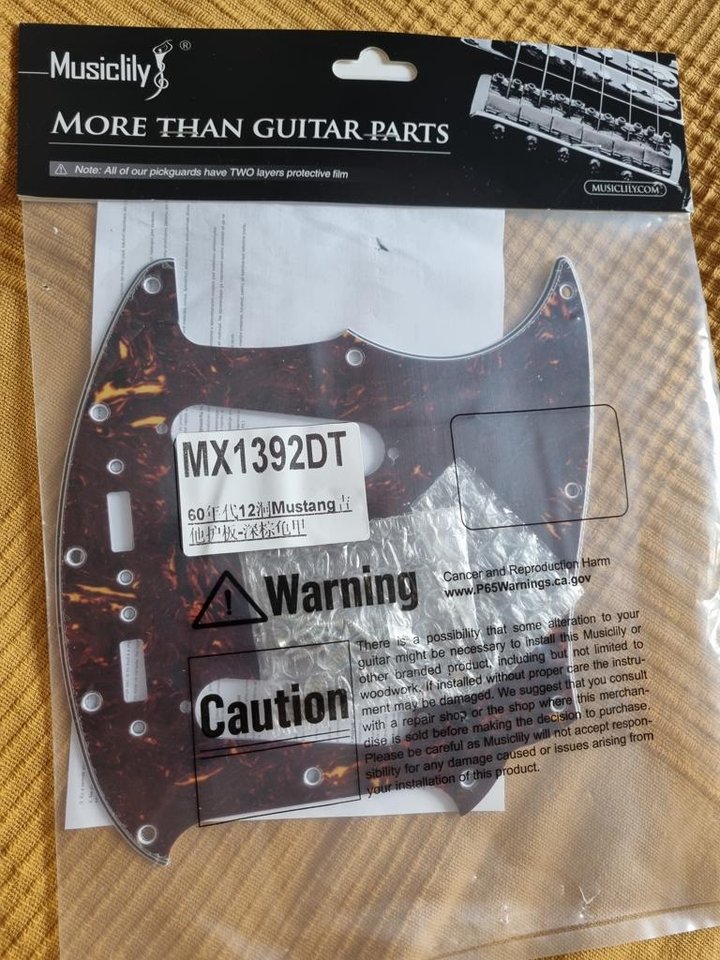 Musiclily®
MORE THAN GUITAR PARTS
Note: All of our pickguards have TWO layers protective film
MUSICLILY.COM
MX1392DT
60年代12洞Mustang吉
他护板-深棕龟甲
Warning
Cancer and Reproduction Harm
www.P65Warnings.ca.gov
Caution
There is a possibility that some alteration to your
guitar might be necessary to install this Musiclily or
other branded product, including but not limited to
woodwork. If installed without proper care the instru-
ment may be damaged. We suggest that you consult
with a repair shop or the shop where this merchan-
dise is sold before making the decision to purchase.
Please be careful as Musiclily will not accept respon-
sibility for any damage caused or issues arising from
your installation of this product.